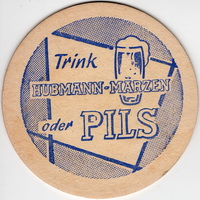 Trink
HUBMANN-MÄRZEN
oder PILS